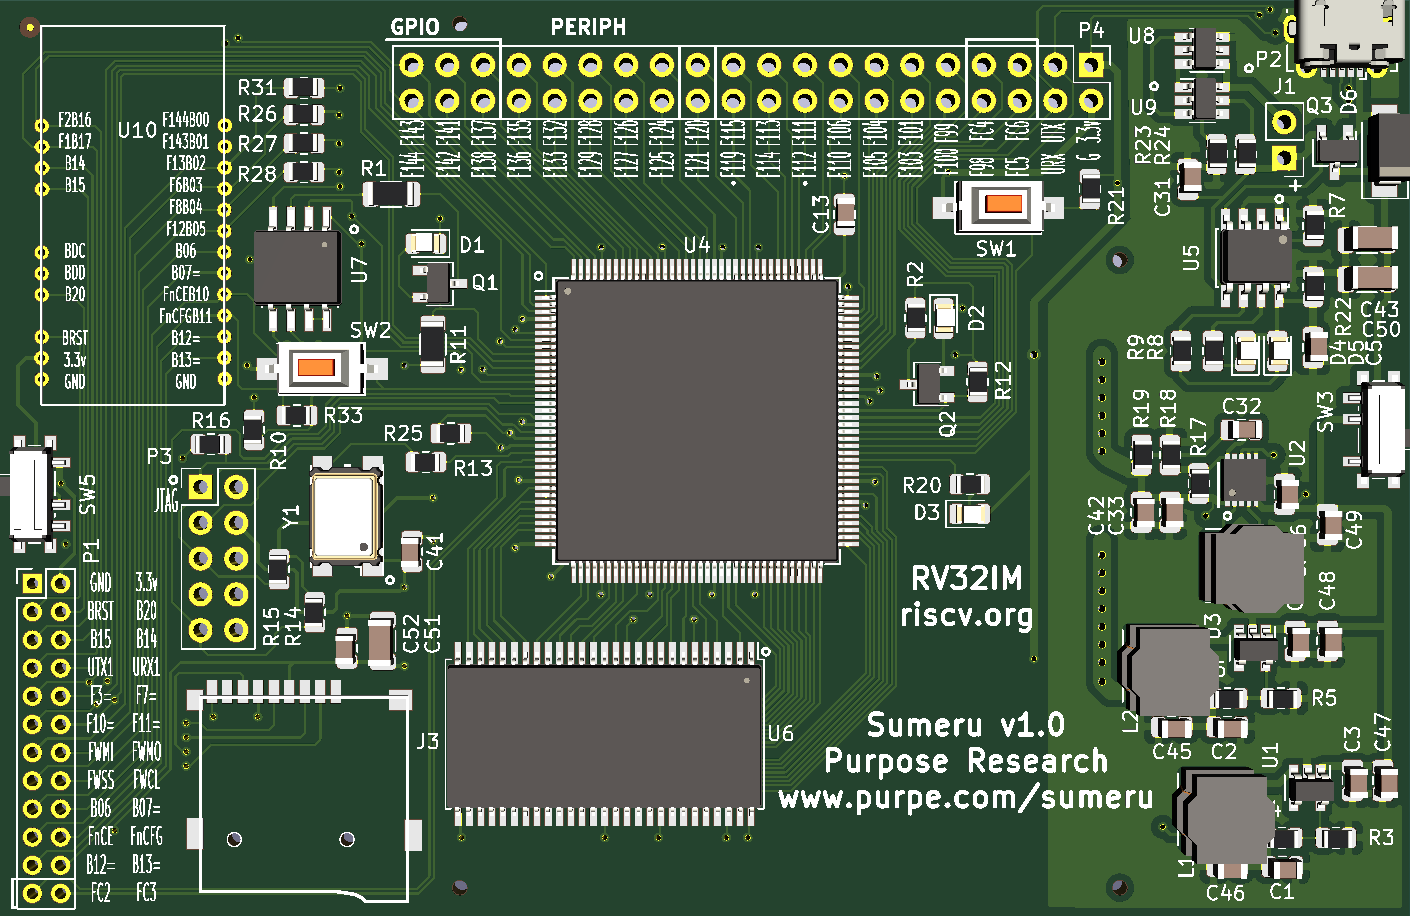 GPIO PERIPH P4
U8
P2
J1
U9
Q3
D6
R31
R26
R27
R28
U10
F2B16 F144B00
F1B17 F143B01
B14 F13B02
B15 F6B03
F8B04
F12B05
BDC B06
BDD B07=
B20 FnCEB10
FnCFGB11
BRST B12=
3.3v B13=
GND GND
F144 F143
F142 F141
F138 F137
F136 F135
F133 F132
F129 F128
F127 F126
F125 F124
F121 F120
F119 F115
F114 F113
F112 F111
F110 F106
F105 F104
F103 F101
F100 F99
F98 FC4
FC5 FC6
URX UTX
G 3.3v
R23
R24
C31
R21
+
R1
U7
D1
Q1
U4
C13
SW1
U5
R7
R2
D2
C43
C50
R22
D4
D5
C5
SW2
R11
R12
Q2
R9
R8
SW3
R16
R33
R10
R25
R13
P3
JTAG
R19
R18
R17
C32
U2
SW5
Y1
C41
R20
D3
C42
C33
C49
P1
GND 3.3v
BRST B20
B15 B14
UTX1 URX1
F3= F7=
F10= F11=
FWMI FWMO
FWSS FWCL
B06 B07=
FnCE FnCFG
B12= B13=
FC2 FC3
R15
R14
C52
C51
RV32IM
riscv.org
C48
U3
L2
R5
C45
C2
J3
U6
Sumeru v1.0
Purpose Research
www.purpe.com/sumeru
U1
C3
C47
R3
L1
C46
C1